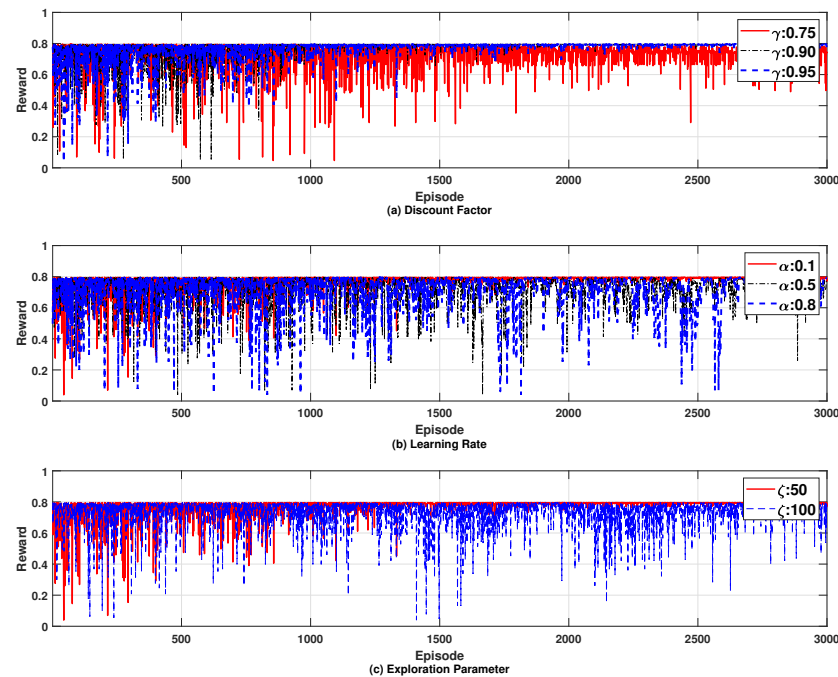 1
0.8
0.6
0.4
0.2
0
Reward
γ:0.75
γ:0.90
γ:0.95
500 1000 1500 2000 2500 3000
Episode
(a) Discount Factor
1
0.8
0.6
0.4
0.2
0
Reward
α:0.1
α:0.5
α:0.8
500 1000 1500 2000 2500 3000
Episode
(b) Learning Rate
1
0.8
0.6
0.4
0.2
0
Reward
ζ:50
ζ:100
500 1000 1500 2000 2500 3000
Episode
(c) Exploration Parameter